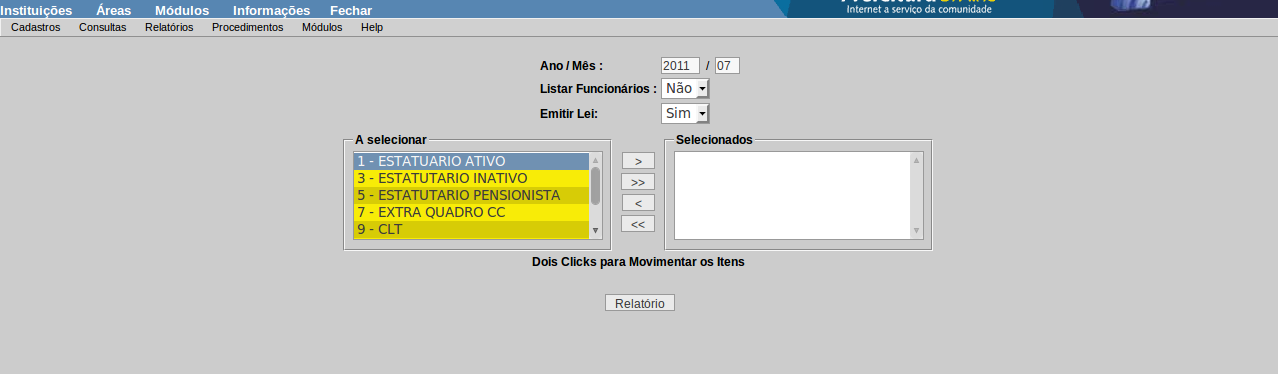 Instituições Áreas Módulos Informações Fechar
Internet a serviço da comunidade
Cadastros Consultas Relatórios Procedimentos Módulos Help
Ano / Mês : 2011 / 07
Listar Funcionários : Não
Emitir Lei: Sim
A selecionar
1 - ESTATUARIO ATIVO
3 - ESTATUTARIO INATIVO
5 - ESTATUTARIO PENSIONISTA
7 - EXTRA QUADRO CC
9 - CLT
>
>>
<
<<
Selecionados
Dois Clicks para Movimentar os Itens
Relatório